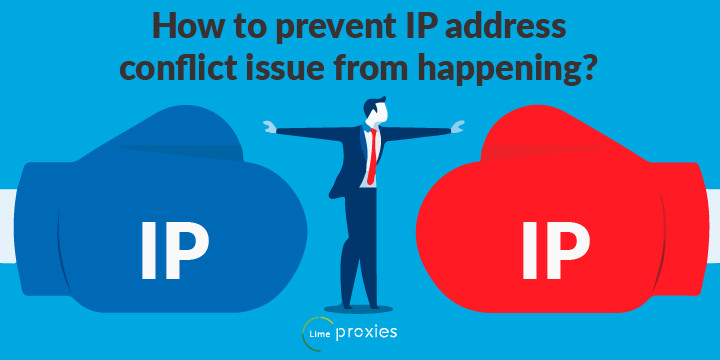 How to prevent IP address
conflict issue from happening?
IP
IP
Lime proxies